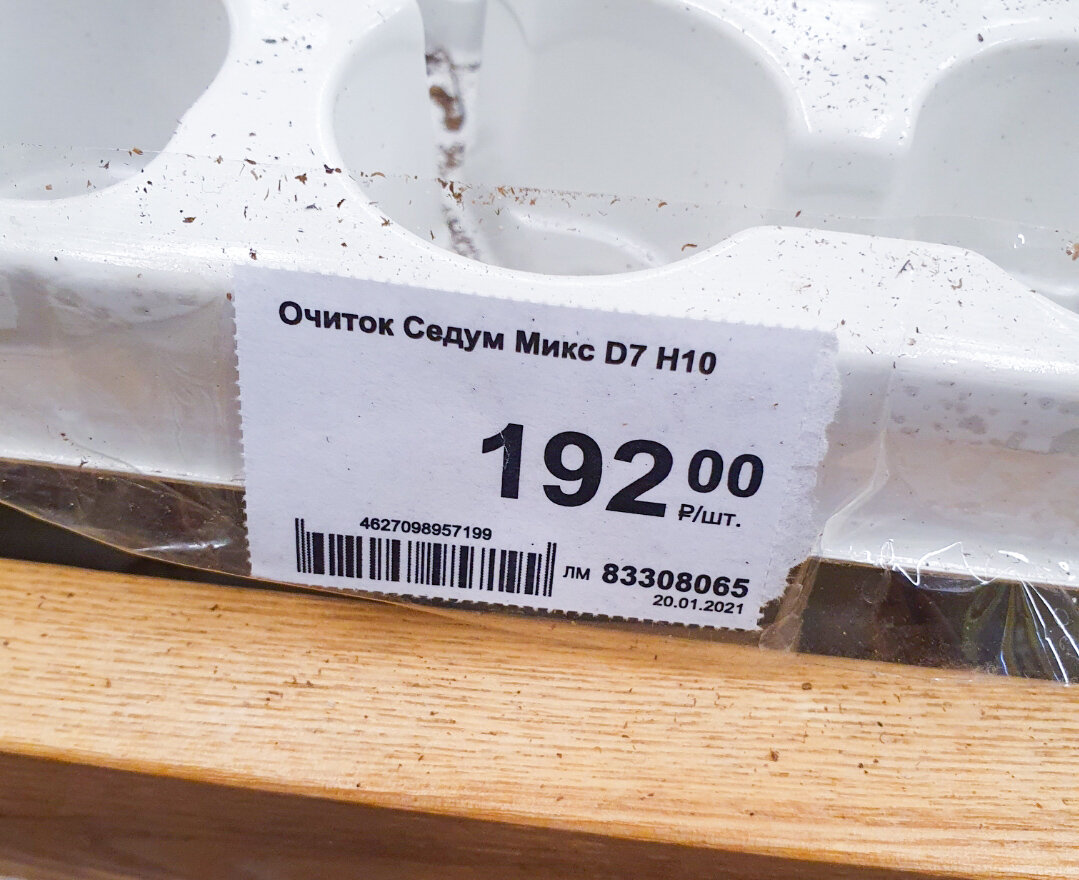 Очиток Седум Микс D7 H10
192 00
₽/шт.
4627098957199
лм 83308065
20.01.2021